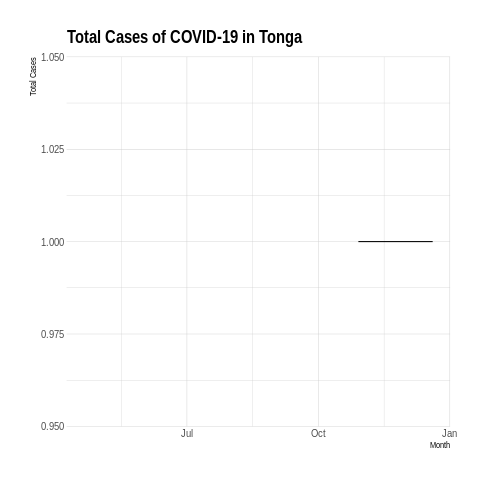 Total Cases of COVID-19 in Tonga
Total Cases
1.050
1.025
1.000
0.975
0.950
Jul Oct Jan
Month